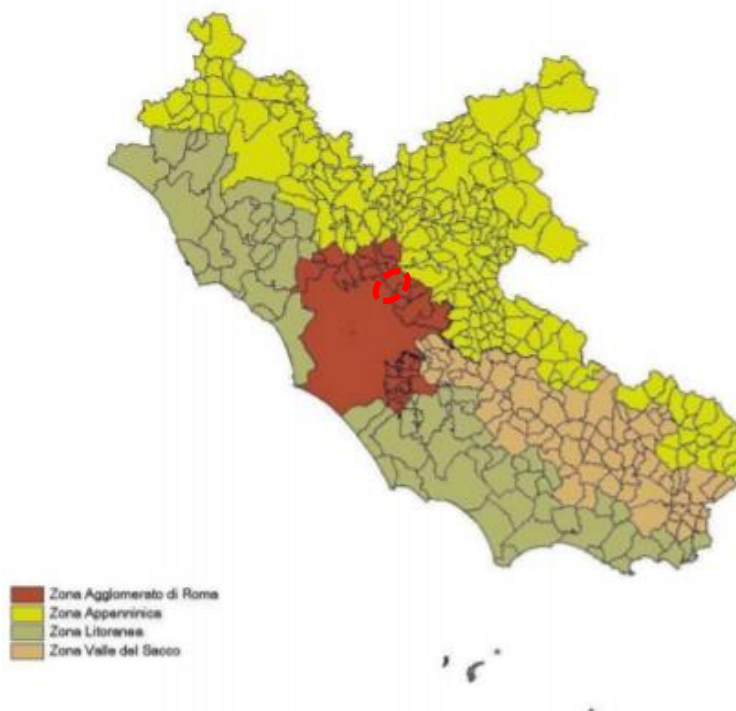 Zona Agglomerato di Roma
Zona Appenninica
Zona Litoranea
Zona Valle del Sacco